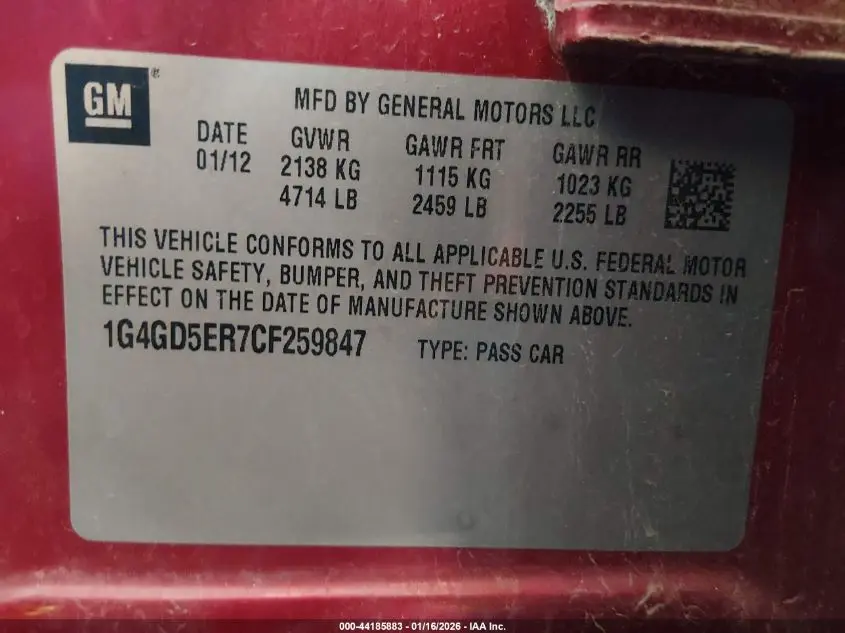 GM®
MFD BY GENERAL MOTORS LLC
DATE GVWR GAWR FRT GAWR RR
01/12 2138 KG 1115 KG 1023 KG
4714 LB 2459 LB 2255 LB
THIS VEHICLE CONFORMS TO ALL APPLICABLE U.S. FEDERAL MOTOR
VEHICLE SAFETY, BUMPER, AND THEFT PREVENTION STANDARDS IN
EFFECT ON THE DATE OF MANUFACTURE SHOWN ABOVE.
1G4GD5ER7CF259847 TYPE: PASS CAR
000-44185883 - 01/16/2026 - IAA Inc.